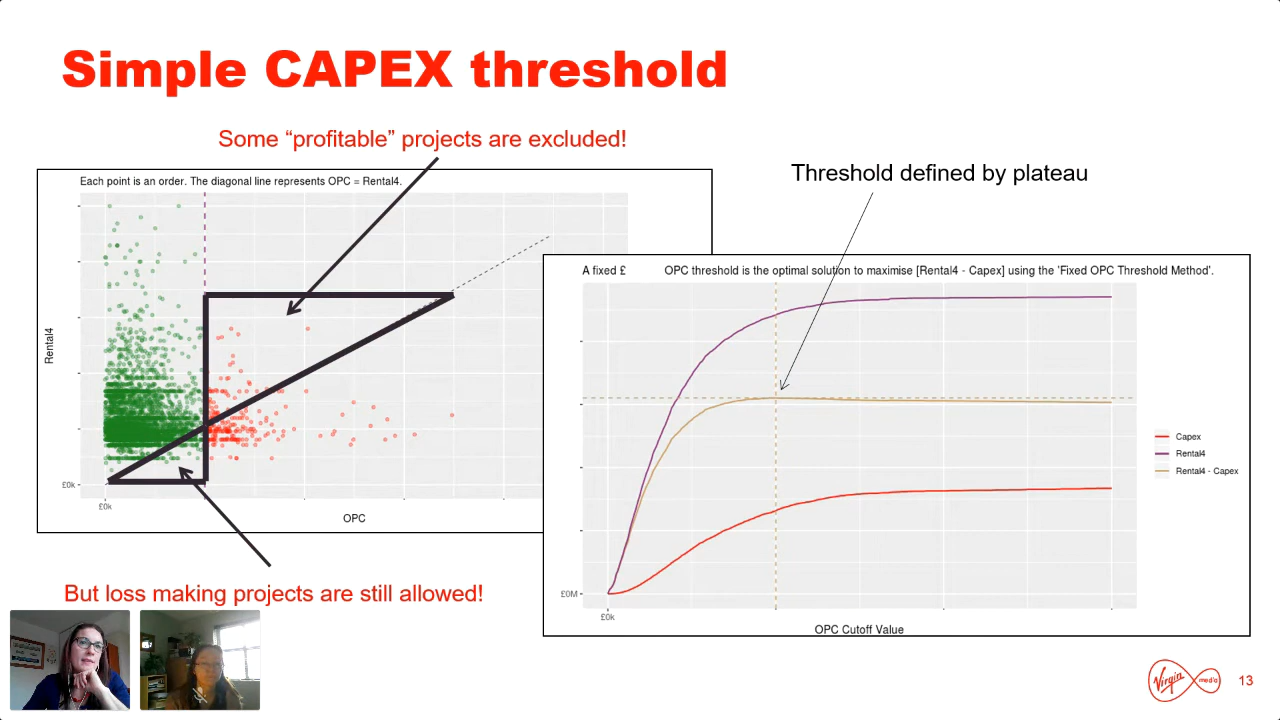 Simple CAPEX threshold
Some “profitable” projects are excluded!
Each point is an order. The diagonal line represents OPC = Rental4.
Rental4
£0k
£0k
OPC
But loss making projects are still allowed!
Threshold defined by plateau
A fixed £ OPC threshold is the optimal solution to maximise [Rental4 - Capex] using the 'Fixed OPC Threshold Method'.
Capex
Rental4
Rental4 - Capex
£0M
£0k
OPC Cutoff Value
Virgin media
13